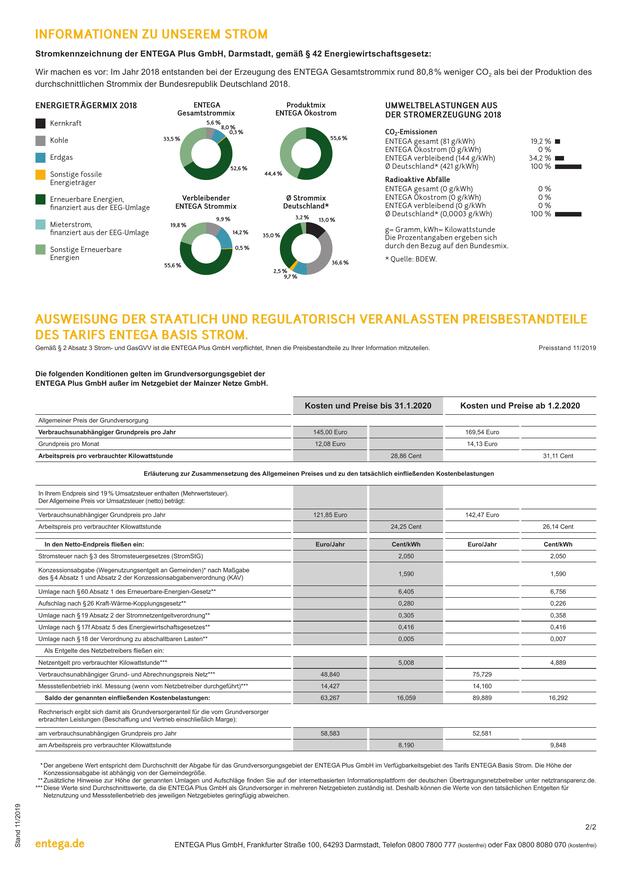 INFORMATIONEN ZU UNSEREM STROM
Stromkennzeichnung der ENTEGA Plus GmbH, Darmstadt, gemäß § 42 Energiewirtschaftsgesetz:
Wir machen es vor: Im Jahr 2018 entstanden bei der Erzeugung des ENTEGA Gesamtstrommix rund 80,8 % weniger CO2 als bei der Produktion des
durchschnittlichen Strommix der Bundesrepublik Deutschland 2018.
ENERGIETRÄGERMIX 2018
Kernkraft
Kohle
Erdgas
Sonstige fossile
Energieträger
Erneuerbare Energien,
finanziert aus der EEG-Umlage
Mieterstrom,
finanziert aus der EEG-Umlage
Sonstige Erneuerbare
Energien
ENTEGA
Gesamtstrommix
5,6 %
8,0 %
0,3 %
33,5 %
52,6 %
Produktmix
ENTEGA Ökostrom
55,6 %
44,4 %
Verbleibender
ENTEGA Strommix
9,9 %
19,8 %
14,2 %
0,5 %
55,6 %
Ø Strommix
Deutschland*
3,2 %
13,0 %
35,0 %
36,6 %
2,5 %
9,7 %
UMWELTBELASTUNGEN AUS
DER STROMERZEUGUNG 2018
CO2-Emissionen
ENTEGA gesamt (81 g/kWh) 19,2 %
ENTEGA Ökostrom (0 g/kWh) 0 %
ENTEGA verbleibend (144 g/kWh) 34,2 %
Ø Deutschland* (421 g/kWh) 100 %
Radioaktive Abfälle
ENTEGA gesamt (0 g/kWh) 0 %
ENTEGA Ökostrom (0 g/kWh) 0 %
ENTEGA verbleibend (0 g/kWh 0 %
Ø Deutschland* (0,0003 g/kWh) 100 %
g= Gramm, kWh= Kilowattstunde
Die Prozentangaben ergeben sich
durch den Bezug auf den Bundesmix.
* Quelle: BDEW.
AUSWEISUNG DER STAATLICH UND REGULATORISCH VERANLASSTEN PREISBESTANDTEILE
DES TARIFS ENTEGA BASIS STROM.
Gemäß § 2 Absatz 3 Strom- und GasGVV ist die ENTEGA Plus GmbH verpflichtet, Ihnen die Preisbestandteile zu Ihrer Information mitzuteilen. Preisstand 11/2019
Die folgenden Konditionen gelten im Grundversorgungsgebiet der
ENTEGA Plus GmbH außer im Netzgebiet der Mainzer Netze GmbH.
Kosten und Preise bis 31.1.2020 Kosten und Preise ab 1.2.2020
Allgemeiner Preis der Grundversorgung
Verbrauchsunabhängiger Grundpreis pro Jahr 145,00 Euro 169,54 Euro
Grundpreis pro Monat 12,08 Euro 14,13 Euro
Arbeitspreis pro verbrauchter Kilowattstunde 28,86 Cent 31,11 Cent
Erläuterung zur Zusammensetzung des Allgemeinen Preises und zu den tatsächlich einfließenden Kostenbelastungen
In Ihrem Endpreis sind 19 % Umsatzsteuer enthalten (Mehrwertsteuer).
Der Allgemeine Preis vor Umsatzsteuer (netto) beträgt:
Verbrauchsunabhängiger Grundpreis pro Jahr 121,85 Euro 142,47 Euro
Arbeitspreis pro verbrauchter Kilowattstunde 24,25 Cent 26,14 Cent
In den Netto-Endpreis fließen ein: Euro/Jahr Cent/kWh Euro/Jahr Cent/kWh
Stromsteuer nach § 3 des Stromsteuergesetzes (StromStG) 2,050 2,050
Konzessionsabgabe (Wegenutzungsentgelt an Gemeinden)* nach Maßgabe
des § 4 Absatz 1 und Absatz 2 der Konzessionsabgabenverordnung (KAV) 1,590 1,590
Umlage nach § 60 Absatz 1 des Erneuerbare-Energien-Gesetz** 6,405 6,756
Aufschlag nach § 26 Kraft-Wärme-Kopplungsgesetz** 0,280 0,226
Umlage nach § 19 Absatz 2 der Stromnetzentgeltverordnung** 0,305 0,358
Umlage nach § 17f Absatz 5 des Energiewirtschaftsgesetzes** 0,416 0,416
Umlage nach § 18 der Verordnung zu abschaltbaren Lasten** 0,005 0,007
Als Entgelte des Netzbetreibers fließen ein:
Netzentgelt pro verbrauchter Kilowattstunde*** 5,008 4,889
Verbrauchsunabhängiger Grund- und Abrechnungspreis Netz*** 48,840 75,729
Messstellenbetrieb inkl. Messung (wenn vom Netzbetreiber durchgeführt)*** 14,427 14,160
Saldo der genannten einfließenden Kostenbelastungen: 63,267 16,059 89,889 16,292
Rechnerisch ergibt sich damit als Grundversorgeranteil für die vom Grundversorger
erbrachten Leistungen (Beschaffung und Vertrieb einschließlich Marge):
am verbrauchunabhängigen Grundpreis pro Jahr 58,583 52,581
am Arbeitspreis pro verbrauchter Kilowattstunde 8,190 9,848
* Der angegebene Wert entspricht dem Durchschnitt der Abgabe für das Grundversorgungsgebiet der ENTEGA Plus GmbH im Verfügbarkeitsgebiet des Tarifs ENTEGA Basis Strom. Die Höhe der
Konzessionsabgabe ist abhängig von der Gemeindegröße.
** Zusätzliche Hinweise zur Höhe der genannten Umlagen und Aufschläge finden Sie auf der internetbasierten Informationsplattform der deutschen Übertragungsnetzbetreiber unter netztransparenz.de.
*** Diese Werte sind Durchschnittswerte, da die ENTEGA Plus GmbH als Grundversorger in mehreren Netzgebieten zuständig ist. Deshalb können die Werte von den tatsächlichen Entgelten für
Netznutzung und Messstellenbetrieb des jeweiligen Netzgebietes geringfügig abweichen.
Stand 11/2019
2/2
entega.de ENTEGA Plus GmbH, Frankfurter Straße 100, 64293 Darmstadt, Telefon 0800 7800 777 (kostenfrei) oder Fax 0800 8080 070 (kostenfrei)